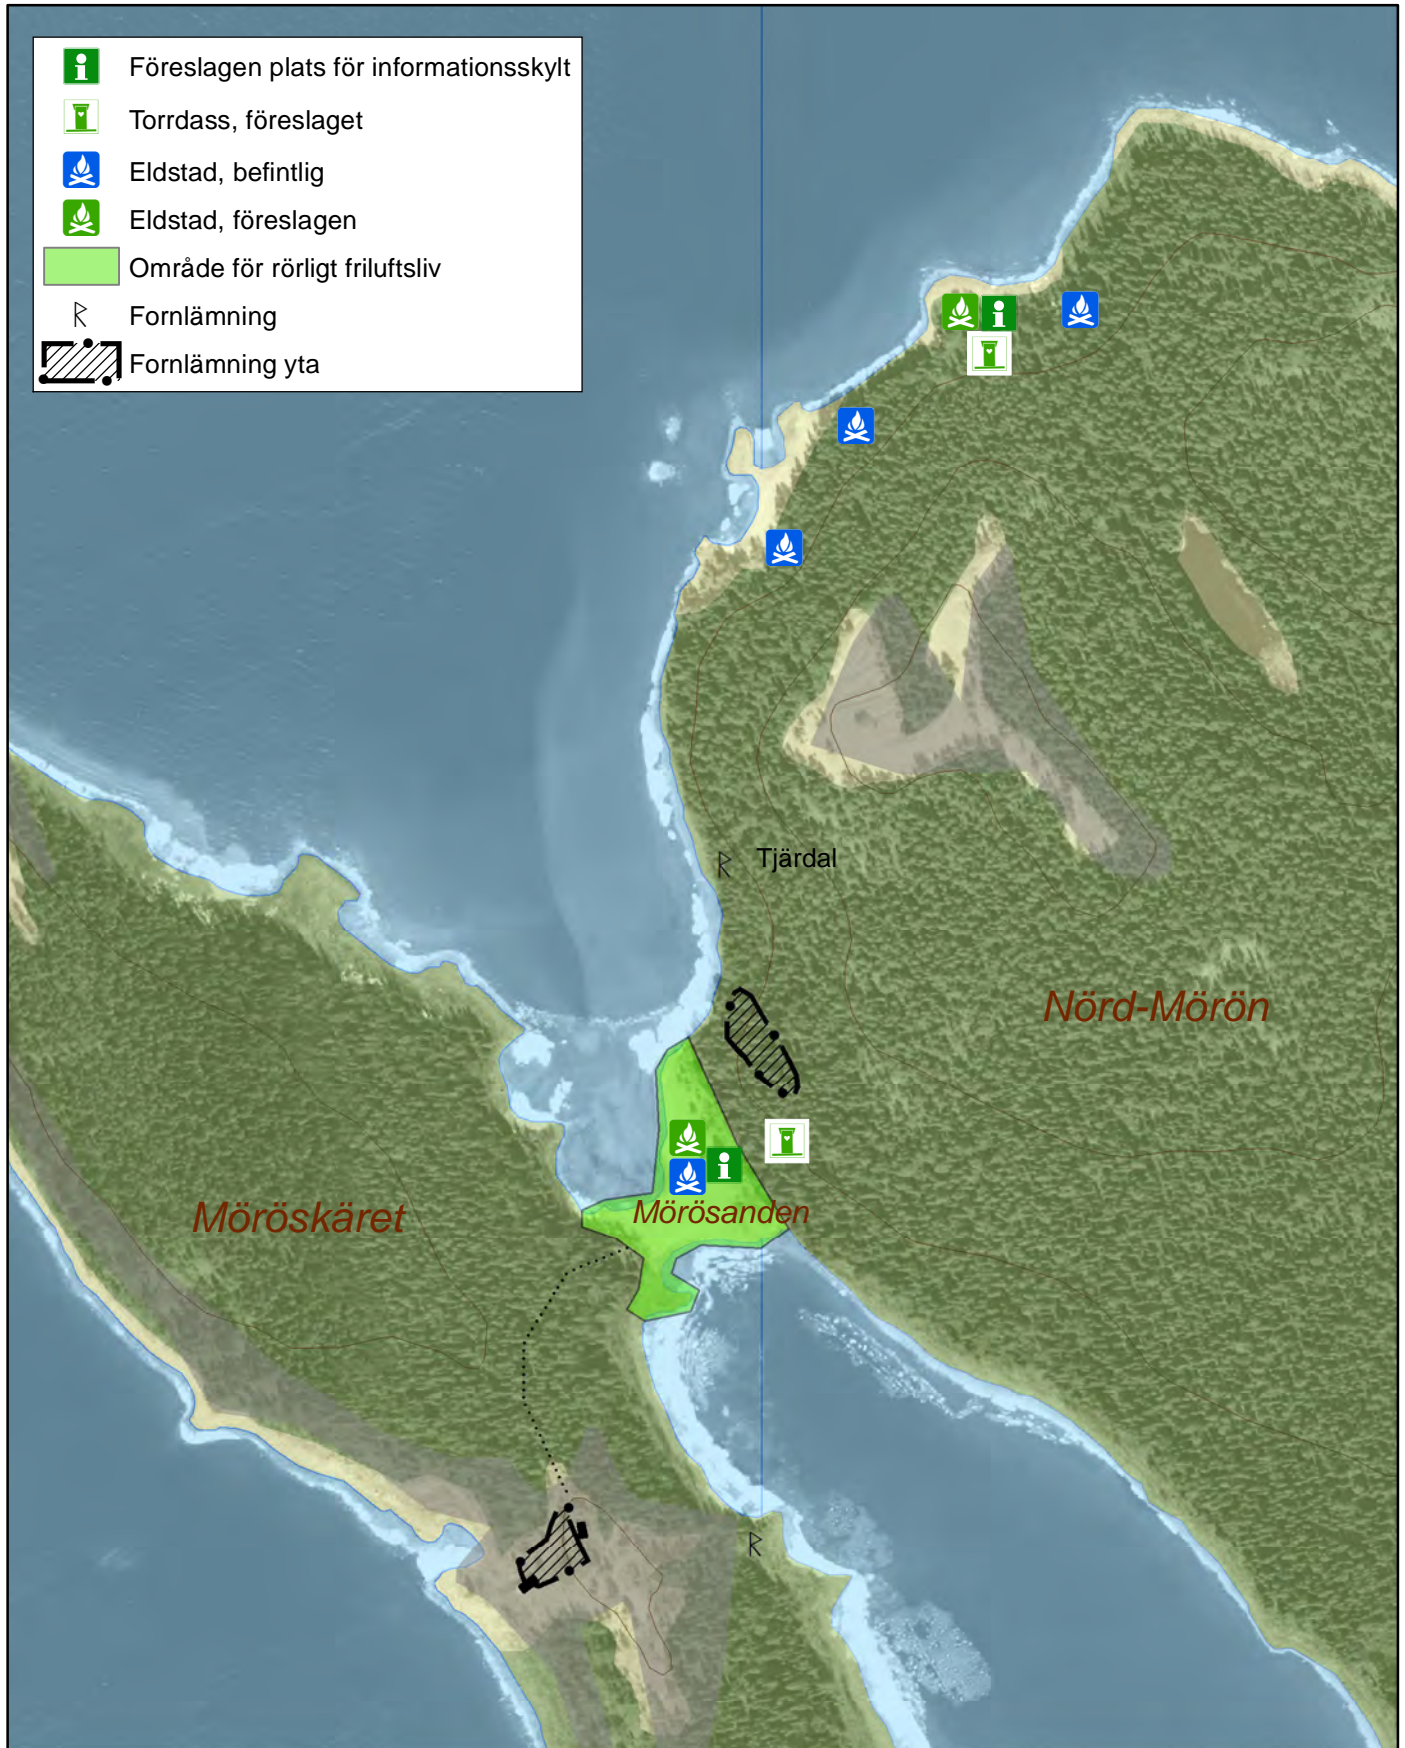 Föreslagen plats för informationsskylt
Torrdass, föreslaget
Eldstad, befintlig
Eldstad, föreslagen
Område för rörligt friluftsliv
Fornlämning
Fornlämning yta
Tjärdal
Nörd-Mörön
Möröskäret
Mörösanden